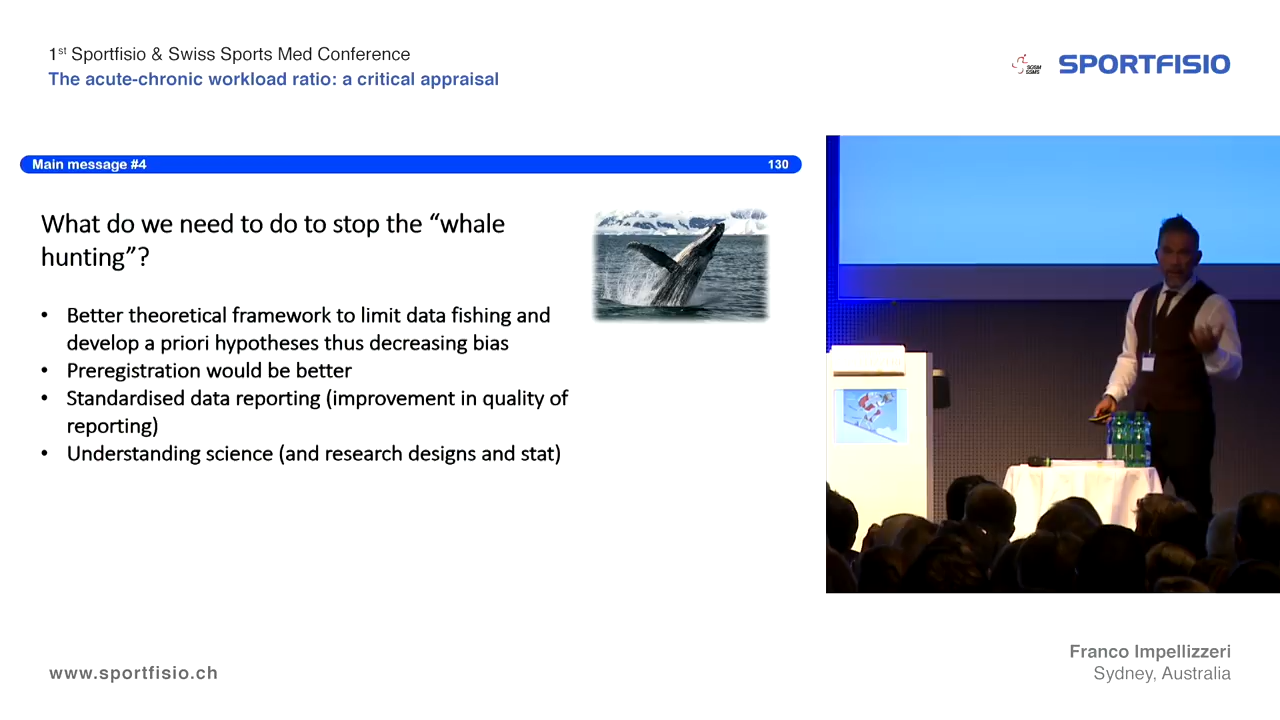 1st Sportfisio & Swiss Sports Med Conference
The acute-chronic workload ratio: a critical appraisal
SGSM
SSMS
SPORTFISIO
Main message #4
130
What do we need to do to stop the “whale
hunting”?
• Better theoretical framework to limit data fishing and
develop a priori hypotheses thus decreasing bias
• Preregistration would be better
• Standardised data reporting (improvement in quality of
reporting)
• Understanding science (and research designs and stat)
Franco Impellizzeri
Sydney, Australia
www.sportfisio.ch